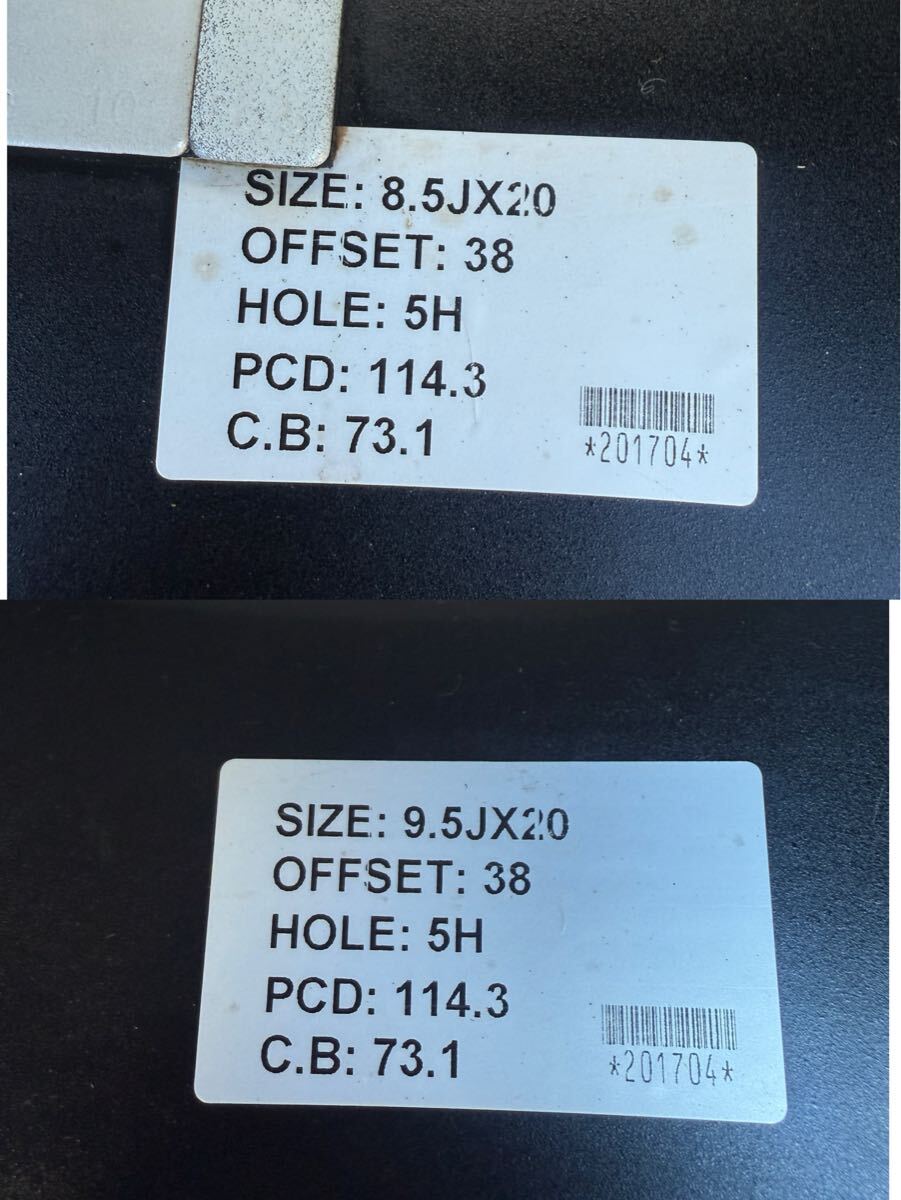 SIZE: 8.5JX20
OFFSET: 38
HOLE: 5H
PCD: 114.3
C.B: 73.1
*201704*
SIZE: 9.5JX20
OFFSET: 38
HOLE: 5H
PCD: 114.3
C.B: 73.1
*201704*